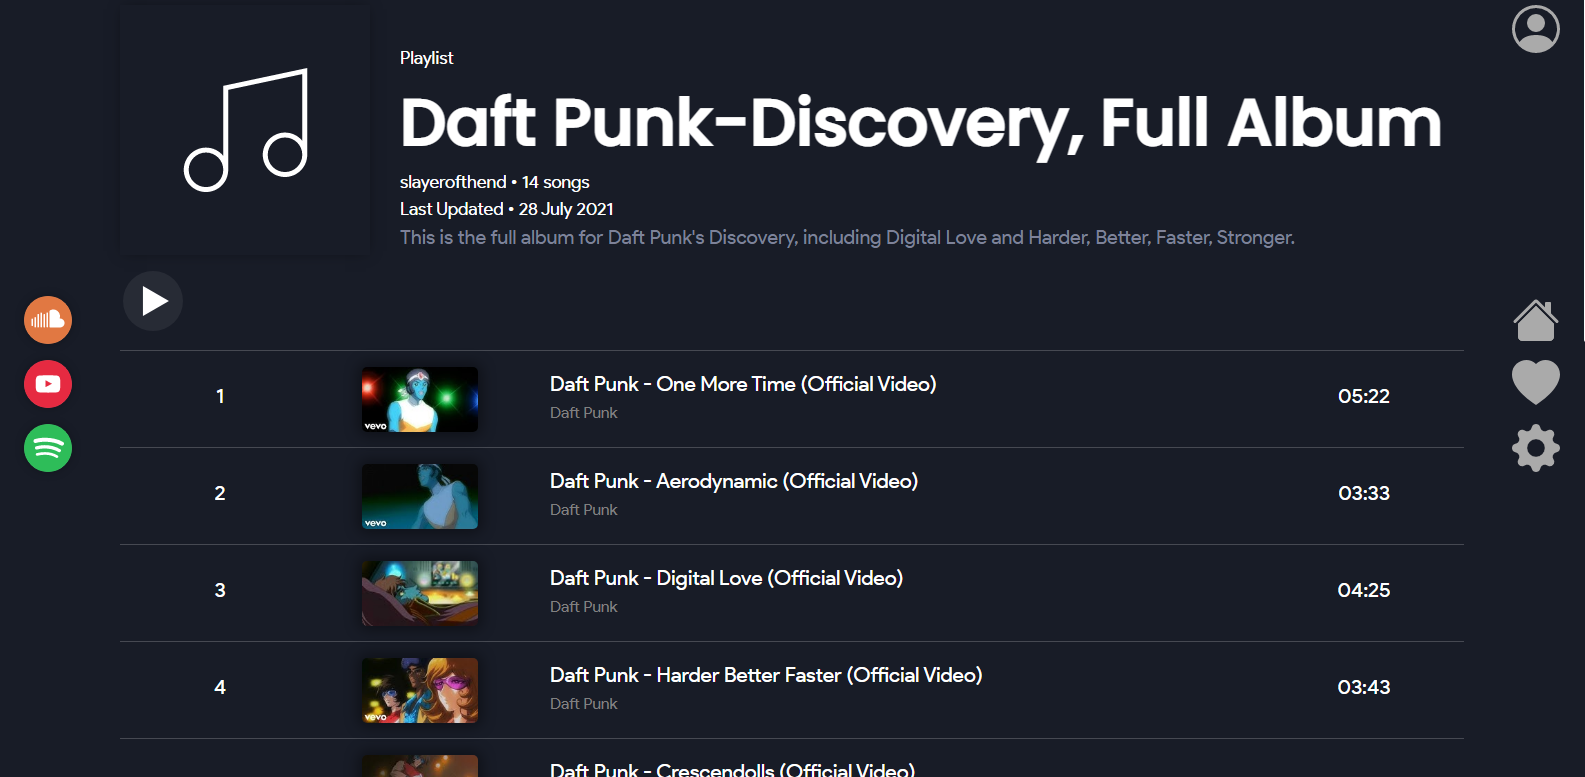 Playlist
Daft Punk-Discovery, Full Album
slayerofthend • 14 songs
Last Updated • 28 July 2021
This is the full album for Daft Punk's Discovery, including Digital Love and Harder, Better, Faster, Stronger.
1
vevo
Daft Punk - One More Time (Official Video)
Daft Punk
05:22
2
vevo
Daft Punk - Aerodynamic (Official Video)
Daft Punk
03:33
3
Daft Punk - Digital Love (Official Video)
Daft Punk
04:25
4
vevo
Daft Punk - Harder Better Faster (Official Video)
Daft Punk
03:43
Daft Punk - Crescendolls (Official Video)